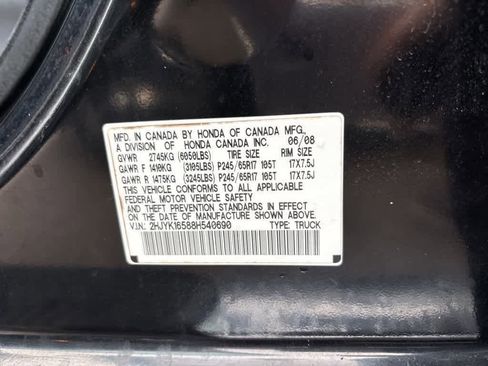 MFD. IN CANADA BY HONDA OF CANADA MFG.,
A DIVISION OF HONDA CANADA INC. 06/08
GVWR 2745KG (6050LBS) TIRE SIZE RIM SIZE
GAWR F 1410KG (3105LBS) P245/65R17 105T 17X7.5J
GAWR R 1475KG (3245LBS) P245/65R17 105T 17X7.5J
THIS VEHICLE CONFORMS TO ALL APPLICABLE
FEDERAL MOTOR VEHICLE SAFETY
AND THEFT PREVENTION STANDARDS IN EFFECT
ON THE DATE OF MANUFACTURE SHOWN ABOVE.
V.I.N.: 2HJYK16588H540690 TYPE: TRUCK